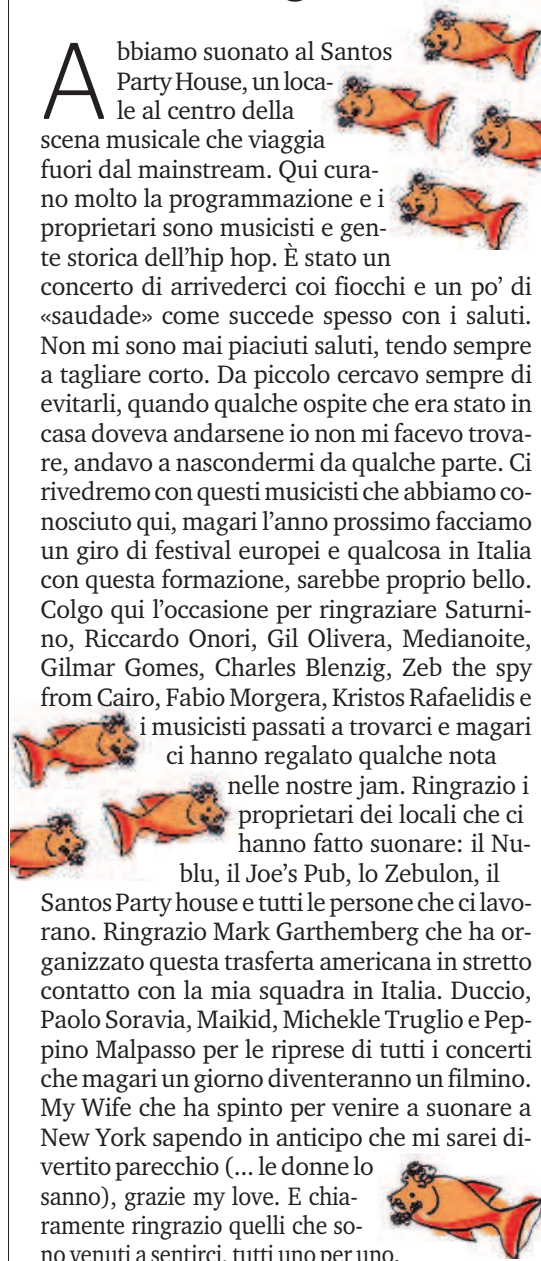 Abbiamo suonato al Santos
Party House, un loca-
le al centro della
scena musicale che viaggia
fuori dal mainstream. Qui cura-
no molto la programmazione e i
proprietari sono musicisti e gen-
te storica dell'hip hop. È stato un
concerto di arrivederci coi fiocchi e un po' di
«saudade» come succede spesso con i saluti.
Non mi sono mai piaciuti saluti, tendo sempre
a tagliare corto. Da piccolo cercavo sempre di
evitarli, quando qualche ospite che era stato in
casa doveva andarsene io non mi facevo trova-
re, andavo a nascondermi da qualche parte. Ci
rivedremo con questi musicisti che abbiamo co-
nosciuto qui, magari l'anno prossimo facciamo
un giro di festival europei e qualcosa in Italia
con questa formazione, sarebbe proprio bello.
Colgo qui l'occasione per ringraziare Saturni-
no, Riccardo Onori, Gil Olivera, Medianoite,
Gilmar Gomes, Charles Blenzig, Zeb the spy
from Cairo, Fabio Morgera, Kristos Rafaelidis e
i musicisti passati a trovarci e magari
ci hanno regalato qualche nota
nelle nostre jam. Ringrazio i
proprietari dei locali che ci
hanno fatto suonare: il Nu-
blu, il Joe's Pub, lo Zebulon, il
Santos Party house e tutti le persone che ci lavo-
rano. Ringrazio Mark Garthemberg che ha or-
ganizzato questa trasferta americana in stretto
contatto con la mia squadra in Italia. Duccio,
Paolo Soravia, Maikid, Michekle Truglio e Pep-
pino Malpasso per le riprese di tutti i concerti
che magari un giorno diventeranno un filmino.
My Wife che ha spinto per venire a suonare a
New York sapendo in anticipo che mi sarei di-
vertito parecchio (... le donne lo
sanno), grazie my love. E chia-
ramente ringrazio quelli che so-
no venuti a sentirci, tutti uno per uno.